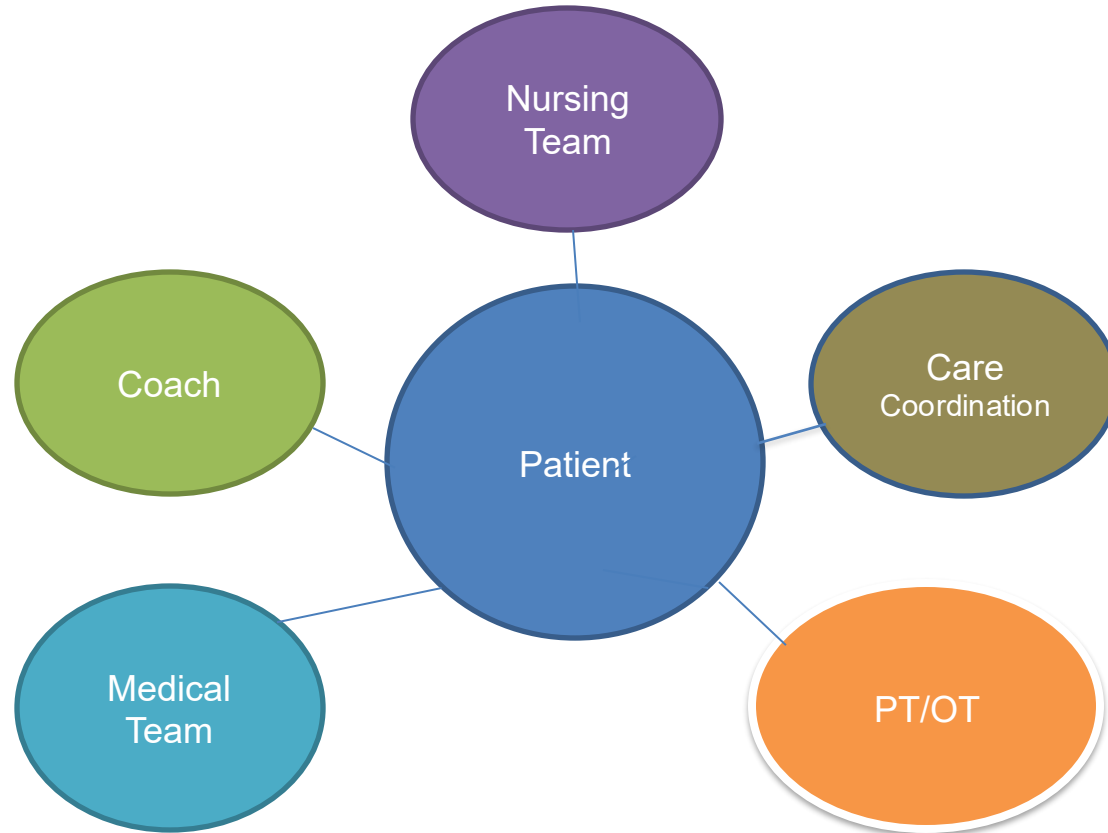 Nursing
Team
Coach
Care
Coordination
Patient
Medical
Team
PT/OT